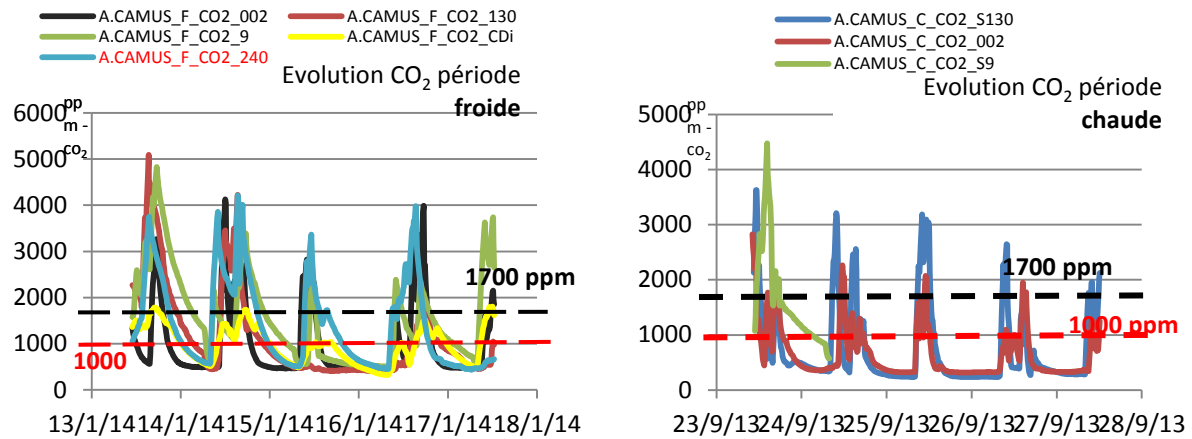 A.CAMUS_F_CO2_002
A.CAMUS_F_CO2_130
A.CAMUS_F_CO2_9
A.CAMUS_F_CO2_CDi
A.CAMUS_F_CO2_240
Evolution CO₂ période
froide
pp
m -
co₂
6000
5000
4000
3000
2000
1000
0
1700 ppm
1000
13/1/14 14/1/14 15/1/14 16/1/14 17/1/14 18/1/14
A.CAMUS_C_CO2_S130
A.CAMUS_C_CO2_002
A.CAMUS_C_CO2_S9
Evolution CO₂ période
chaude
pp
m -
co₂
5000
4000
3000
2000
1000
0
1700 ppm
1000 ppm
23/9/13 24/9/13 25/9/13 26/9/13 27/9/13 28/9/13